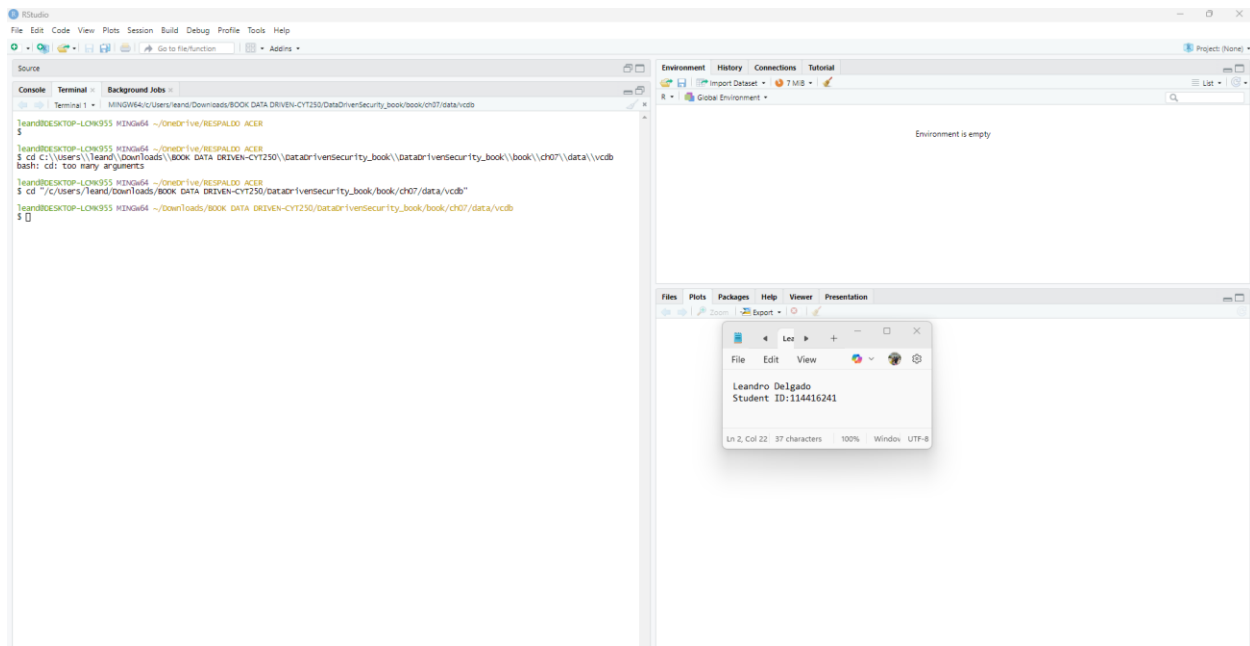 RStudio
File Edit Code View Plots Session Build Debug Profile Tools Help
Go to file/function Addins Project: (None)
Source
Console Terminal Background Jobs
Terminal 1 MINGW64:/c/Users/leand/Downloads/BOOK DATA DRIVEN-CYT250/DataDrivenSecurity_book/book/ch07/data/vcdb
leand@DESKTOP-LCMK955 MINGW64 ~/OneDrive/RESPALDO ACER
$
leand@DESKTOP-LCMK955 MINGW64 ~/OneDrive/RESPALDO ACER
$ cd C:\\Users\\leand\\Downloads\\BOOK DATA DRIVEN-CYT250\\DataDrivenSecurity_book\\DataDrivenSecurity_book\\book\\ch07\\data\\vcdb
bash: cd: too many arguments
leand@DESKTOP-LCMK955 MINGW64 ~/OneDrive/RESPALDO ACER
$ cd "/c/Users/leand/Downloads/BOOK DATA DRIVEN-CYT250/DataDrivenSecurity_book/book/ch07/data/vcdb"
leand@DESKTOP-LCMK955 MINGW64 ~/Downloads/BOOK DATA DRIVEN-CYT250/DataDrivenSecurity_book/book/ch07/data/vcdb
$
Environment History Connections Tutorial
Import Dataset 7 MiB List
R Global Environment
Environment is empty
Files Plots Packages Help Viewer Presentation
Zoom Export
Lea
File Edit View
Leandro Delgado
Student ID:114416241
Ln 2, Col 22 37 characters 100% Window UTF-8